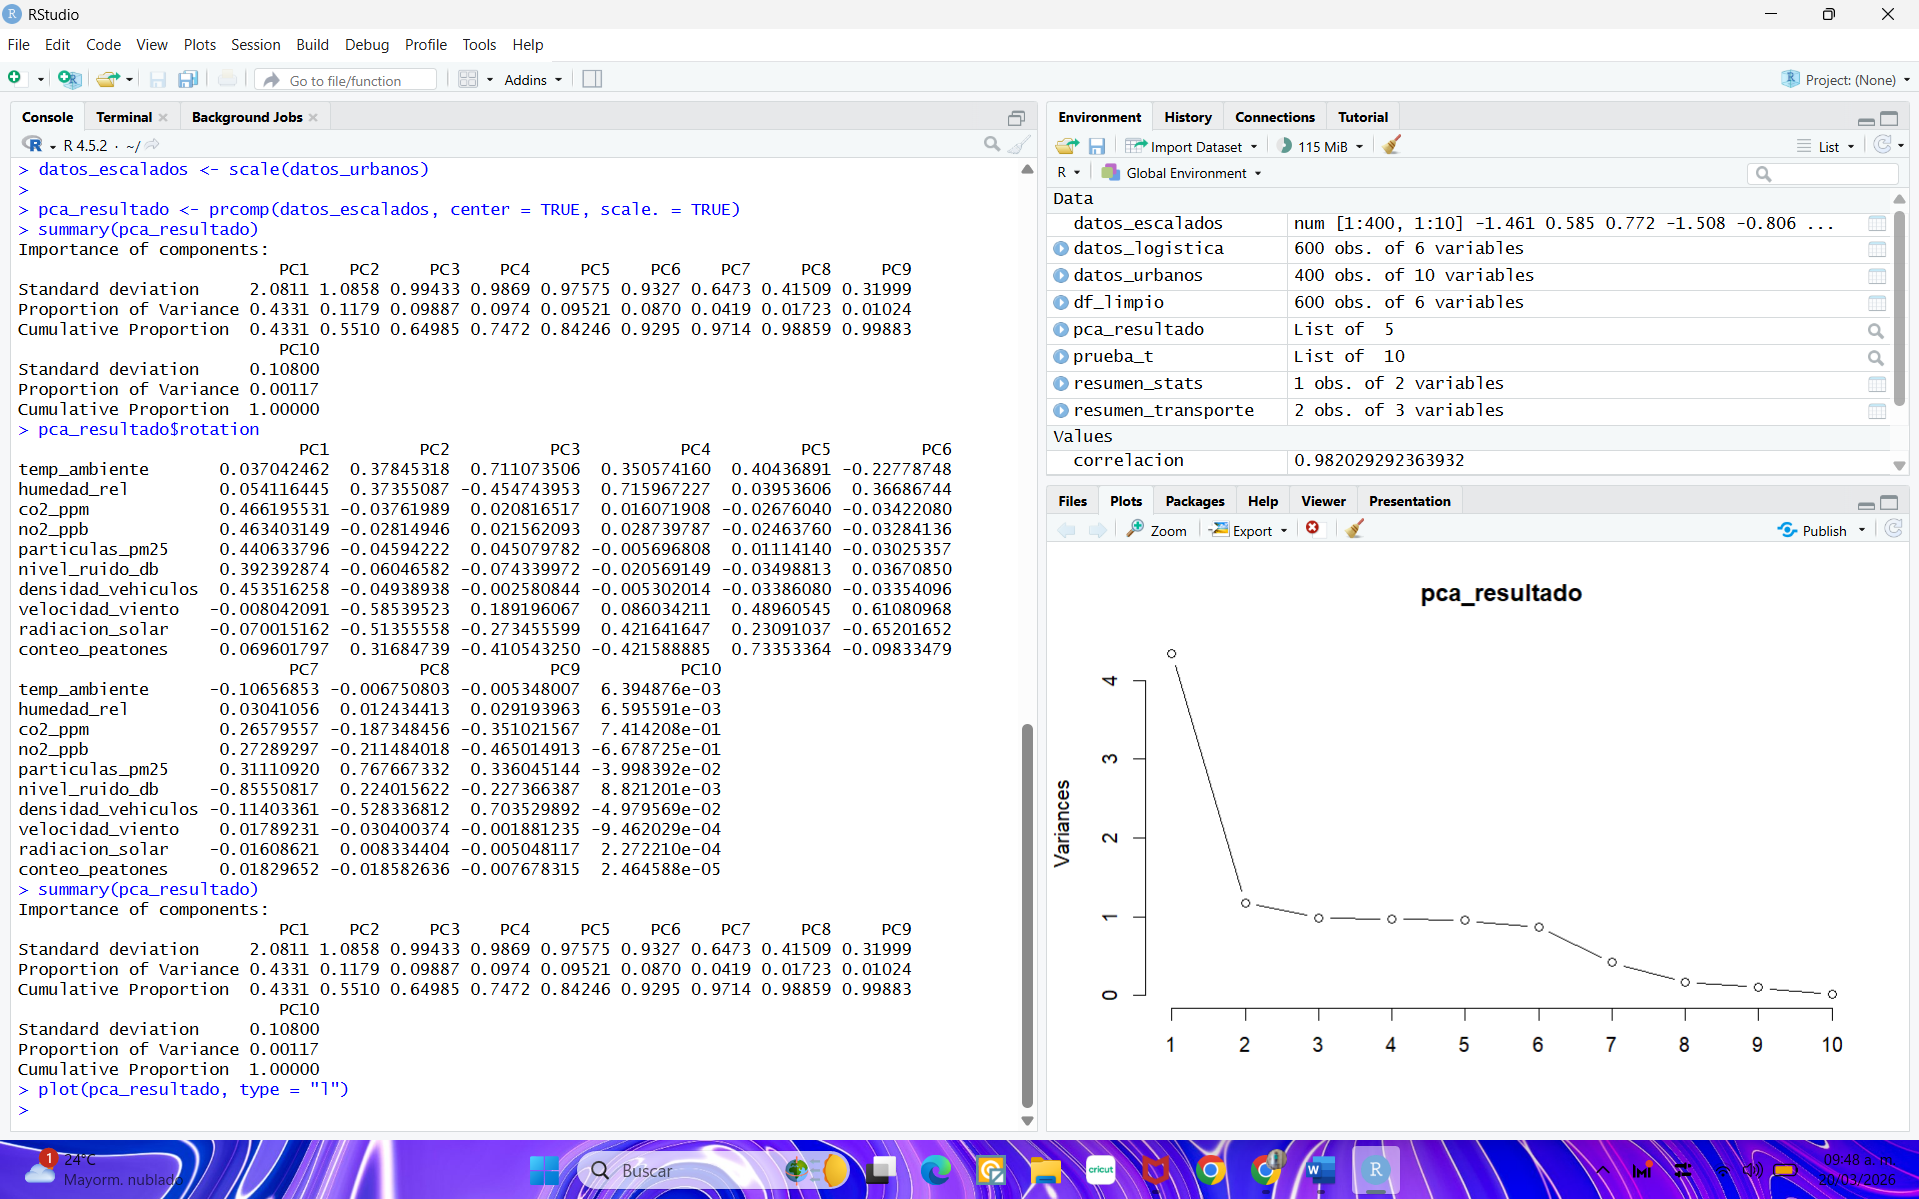 RStudio
File Edit Code View Plots Session Build Debug Profile Tools Help
Go to file/function Addins Project: (None)
Console Terminal Background Jobs
R 4.5.2 · ~/
> datos_escalados <- scale(datos_urbanos)
>
> pca_resultado <- prcomp(datos_escalados, center = TRUE, scale. = TRUE)
> summary(pca_resultado)
Importance of components:
PC1 PC2 PC3 PC4 PC5 PC6 PC7 PC8 PC9
Standard deviation 2.0811 1.0858 0.99433 0.9869 0.97575 0.9327 0.6473 0.41509 0.31999
Proportion of Variance 0.4331 0.1179 0.09887 0.0974 0.09521 0.0870 0.0419 0.01723 0.01024
Cumulative Proportion 0.4331 0.5510 0.64985 0.7472 0.84246 0.9295 0.9714 0.98859 0.99883
PC10
Standard deviation 0.10800
Proportion of Variance 0.00117
Cumulative Proportion 1.00000
> pca_resultado$rotation
PC1 PC2 PC3 PC4 PC5 PC6
temp_ambiente 0.037042462 0.37845318 0.711073506 0.350574160 0.40436891 -0.22778748
humedad_rel 0.054116445 0.37355087 -0.454743953 0.715967227 0.03953606 0.36686744
co2_ppm 0.466195531 -0.03761989 0.020816517 0.016071908 -0.02676040 -0.03422080
no2_ppb 0.463403149 -0.02814946 0.021562093 0.028739787 -0.02463760 -0.03284136
particulas_pm25 0.440633796 -0.04594222 0.045079782 -0.005696808 0.01114140 -0.03025357
nivel_ruido_db 0.392392874 -0.06046582 -0.074339972 -0.020569149 -0.03498813 0.03670850
densidad_vehiculos 0.453516258 -0.04938938 -0.002580844 -0.005302014 -0.03386080 -0.03354096
velocidad_viento -0.008042091 -0.58539523 0.189196067 0.086034211 0.48960545 0.61080968
radiacion_solar -0.070015162 -0.51355558 -0.273455599 0.421641647 0.23091037 -0.65201652
conteo_peatones 0.069601797 0.31684739 -0.410543250 -0.421588885 0.73353364 -0.09833479
PC7 PC8 PC9 PC10
temp_ambiente -0.10656853 -0.006750803 -0.005348007 6.394876e-03
humedad_rel 0.03041056 0.012434413 0.029193963 6.595591e-03
co2_ppm 0.26579557 -0.187348456 -0.351021567 7.414208e-01
no2_ppb 0.27289297 -0.211484018 -0.465014913 -6.678725e-01
particulas_pm25 0.31110920 0.767667332 0.336045144 -3.998392e-02
nivel_ruido_db -0.85550817 0.224015622 -0.227366387 8.821201e-03
densidad_vehiculos -0.11403361 -0.528336812 0.703529892 -4.979569e-02
velocidad_viento 0.01789231 -0.030400374 -0.001881235 -9.462029e-04
radiacion_solar -0.01608621 0.008334404 -0.005048117 2.272210e-04
conteo_peatones 0.01829652 -0.018582636 -0.007678315 2.464588e-05
> summary(pca_resultado)
Importance of components:
PC1 PC2 PC3 PC4 PC5 PC6 PC7 PC8 PC9
Standard deviation 2.0811 1.0858 0.99433 0.9869 0.97575 0.9327 0.6473 0.41509 0.31999
Proportion of Variance 0.4331 0.1179 0.09887 0.0974 0.09521 0.0870 0.0419 0.01723 0.01024
Cumulative Proportion 0.4331 0.5510 0.64985 0.7472 0.84246 0.9295 0.9714 0.98859 0.99883
PC10
Standard deviation 0.10800
Proportion of Variance 0.00117
Cumulative Proportion 1.00000
> plot(pca_resultado, type = "l")
>
Environment History Connections Tutorial
Import Dataset 115 MiB List
R Global Environment
Data
datos_escalados num [1:400, 1:10] -1.461 0.585 0.772 -1.508 -0.806 ...
datos_logistica 600 obs. of 6 variables
datos_urbanos 400 obs. of 10 variables
df_limpio 600 obs. of 6 variables
pca_resultado List of 5
prueba_t List of 10
resumen_stats 1 obs. of 2 variables
resumen_transporte 2 obs. of 3 variables
Values
correlacion 0.982029292363932
Files Plots Packages Help Viewer Presentation
Zoom Export Publish
pca_resultado
Variances
4
3
2
1
0
1 2 3 4 5 6 7 8 9 10
1
24°C
Mayorm. nublado
Buscar
cricut
W
R
09:48 a. m.
20/03/2026